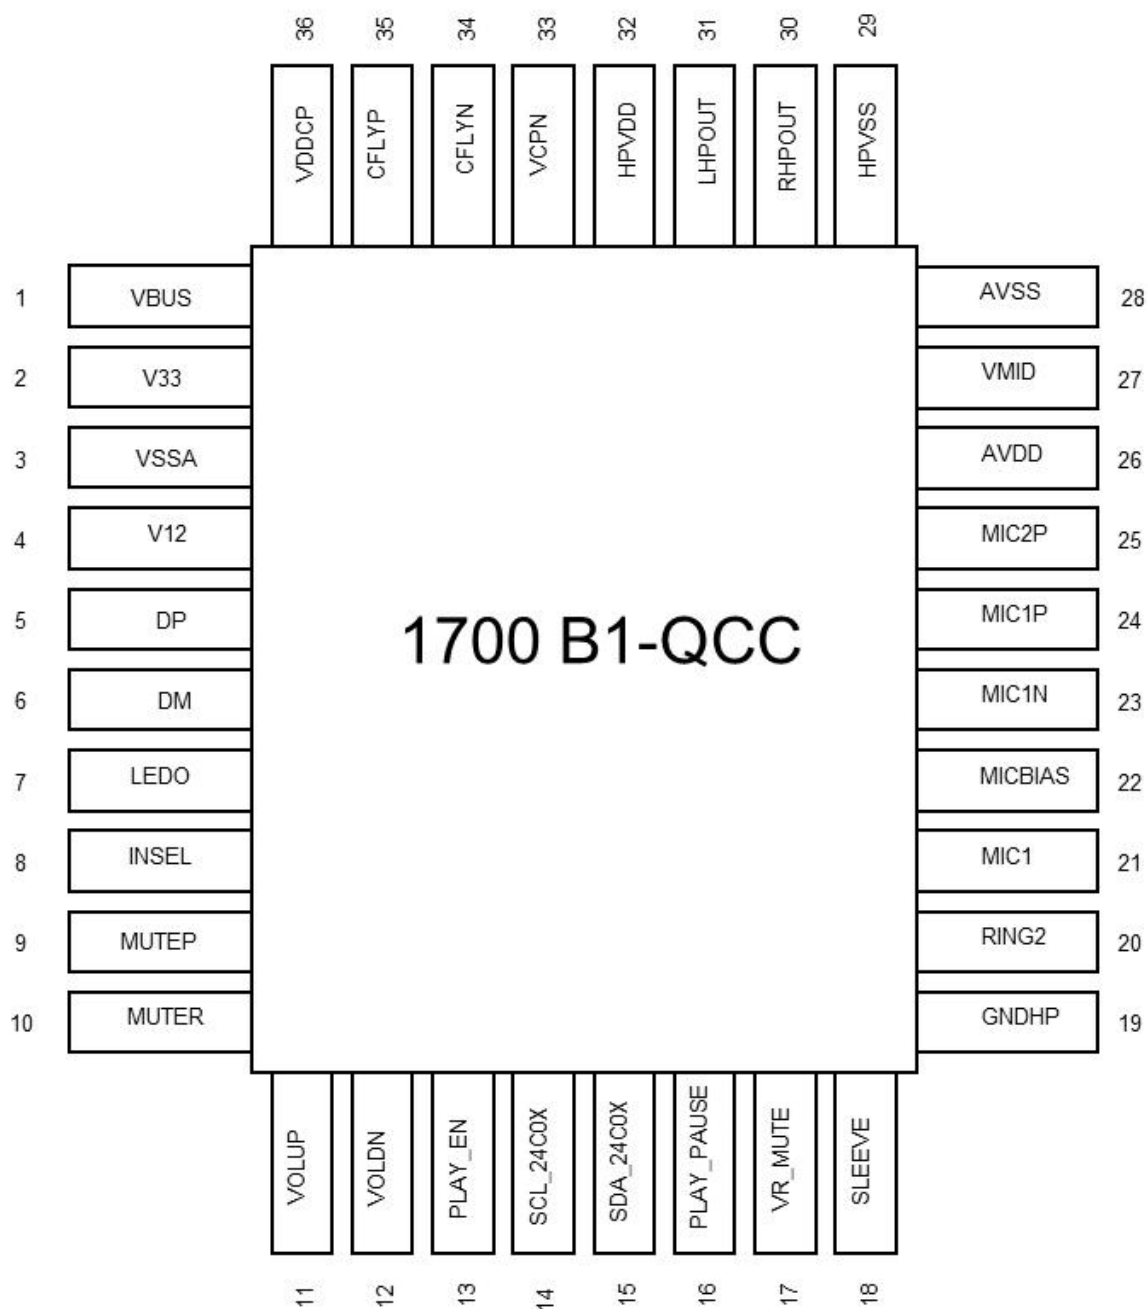 36 35 34 33 32 31 30 29
VDDCP CFLYP CFLYN VCPN HPVDD LHPOUT RHPOUT HPVSS
1 VBUS AVSS 28
2 V33 VMID 27
3 VSSA AVDD 26
4 V12 MIC2P 25
5 DP MIC1P 24
1700 B1-QCC
6 DM MIC1N 23
7 LEDO MICBIAS 22
8 INSEL MIC1 21
9 MUTEP RING2 20
10 MUTER GNDHP 19
VOLUP VOLDN PLAY_EN SCL_24C0X SDA_24C0X PLAY_PAUSE VR_MUTE SLEEVE
11 12 13 14 15 16 17 18